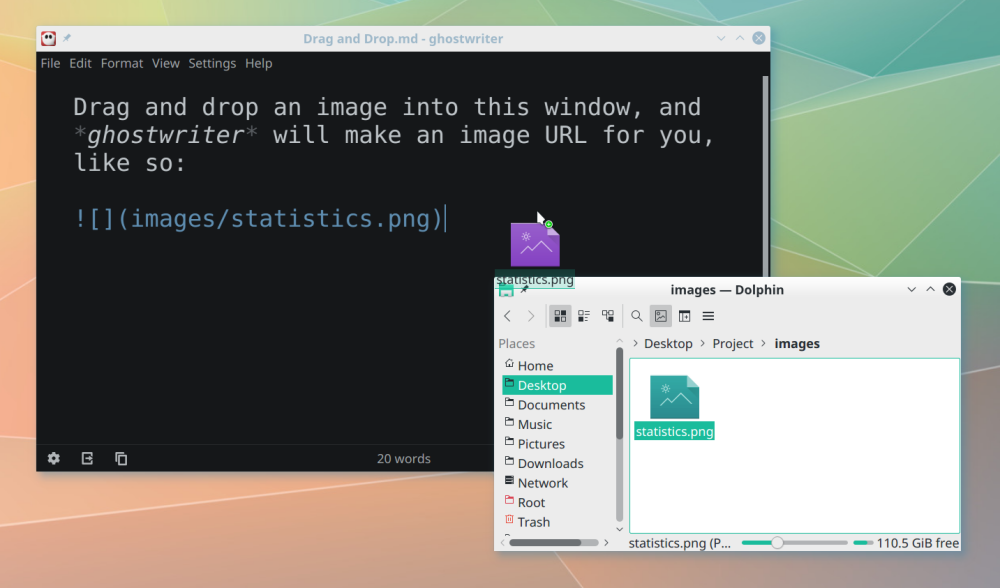 Drag and Drop.md - ghostwriter
File Edit Format View Settings Help
Drag and drop an image into this window, and
*ghostwriter* will make an image URL for you,
like so:
![](images/statistics.png)
20 words
statistics.png
images — Dolphin
Places
Home
Desktop
Documents
Music
Pictures
Downloads
Network
Root
Trash
Desktop Project images
statistics.png
statistics.png (P...
110.5 GiB free